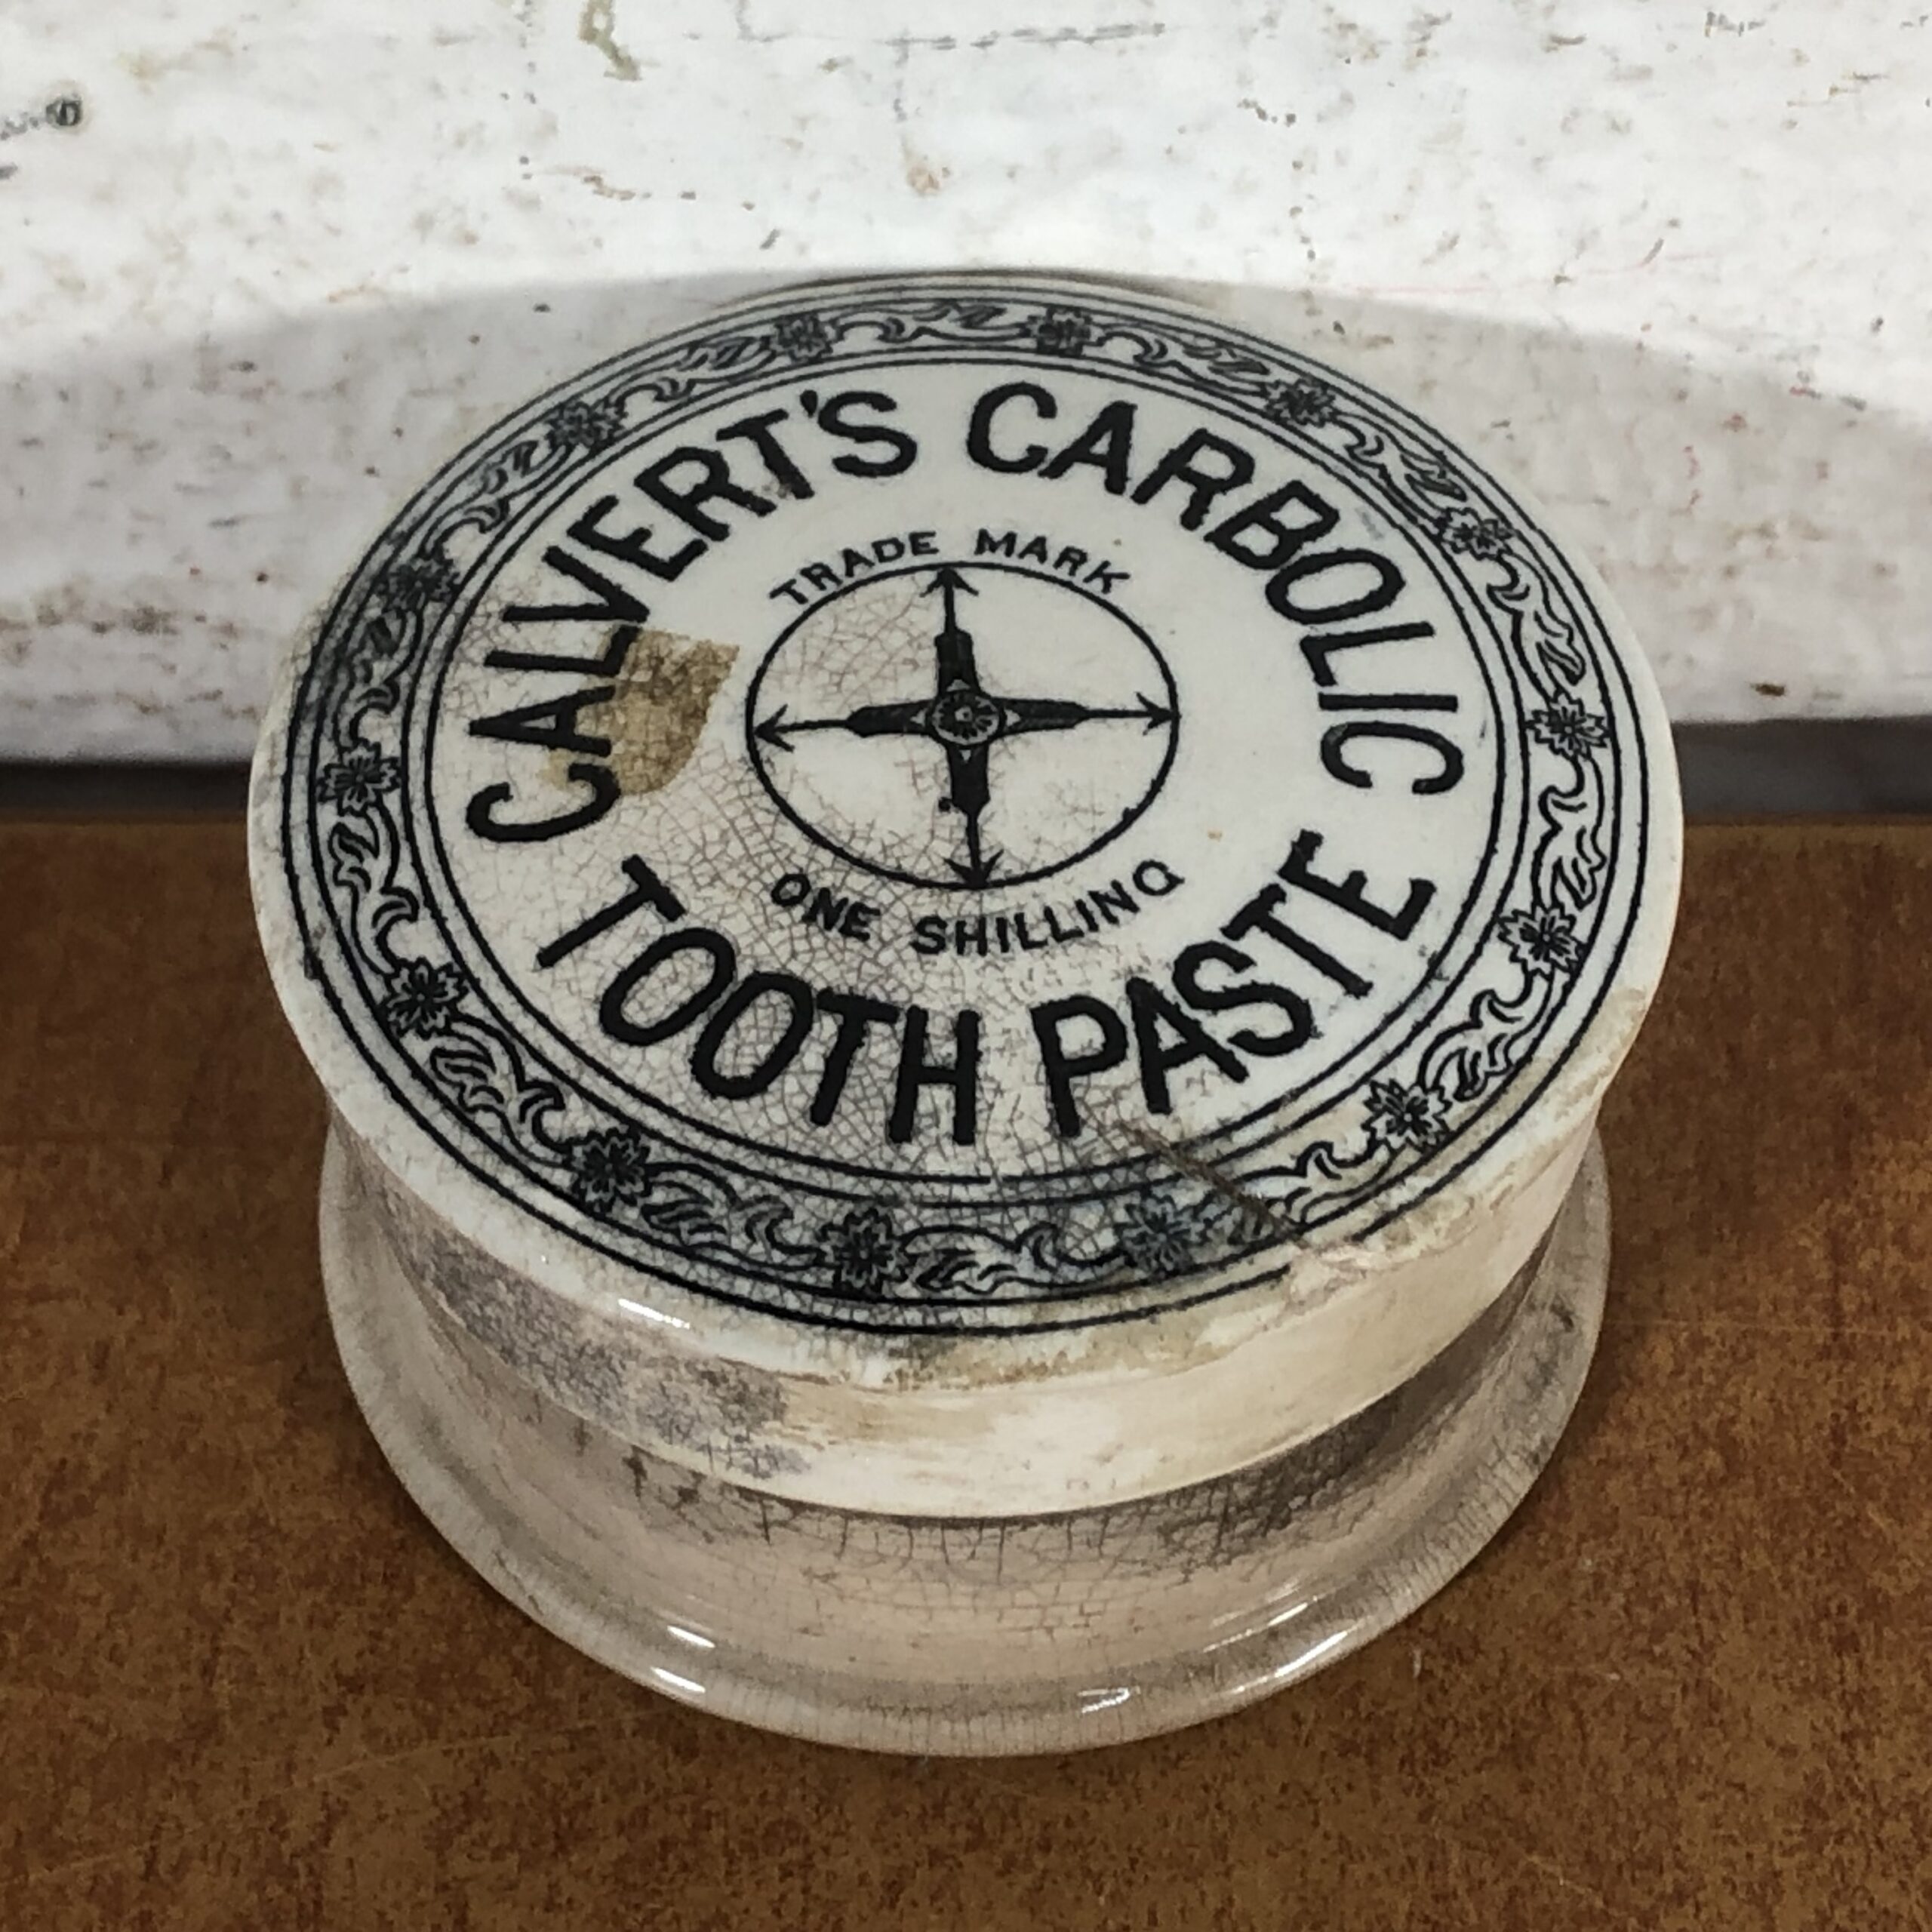 CALVERT'S CARBOLIC
TRADE MARK
ONE SHILLING
TOOTH PASTE